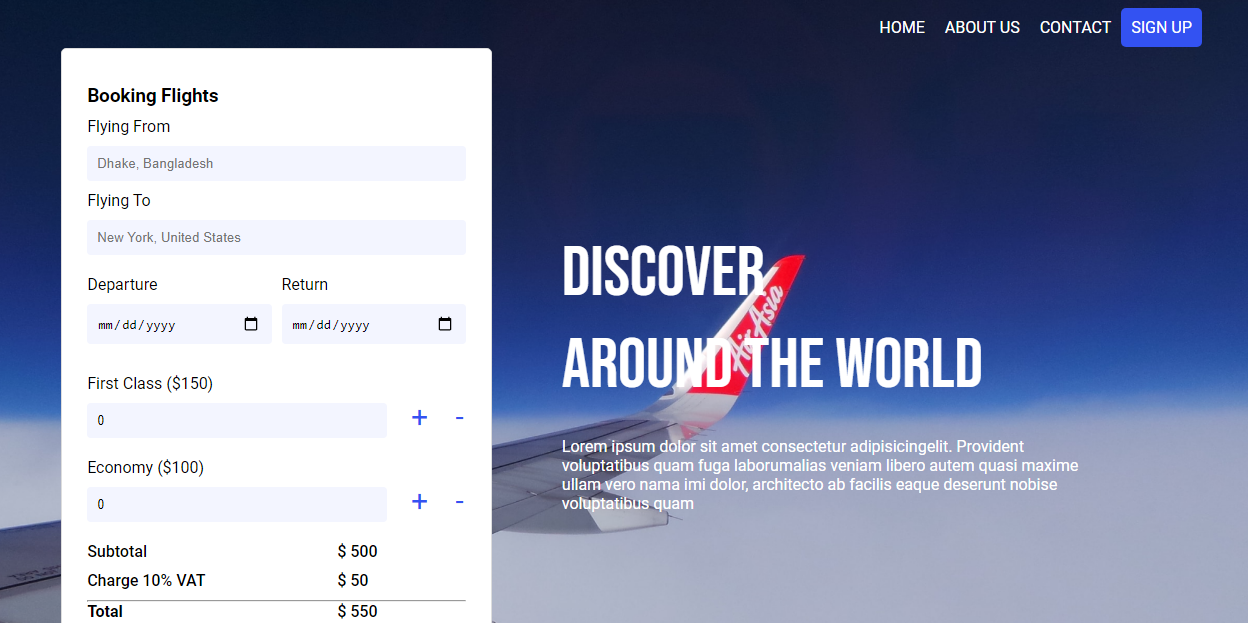 HOME ABOUT US CONTACT SIGN UP
Booking Flights
Flying From
Dhake, Bangladesh
Flying To
New York, United States
Departure Return
mm/dd/yyyy mm/dd/yyyy
First Class ($150)
0 + -
Economy ($100)
0 + -
Subtotal $ 500
Charge 10% VAT $ 50
Total $ 550
DISCOVER
AROUND THE WORLD
AirAsia
Lorem ipsum dolor sit amet consectetur adipisicingelit. Provident
voluptatibus quam fuga laborumalias veniam libero autem quasi maxime
ullam vero nama imi dolor, architecto ab facilis eaque deserunt nobise
voluptatibus quam